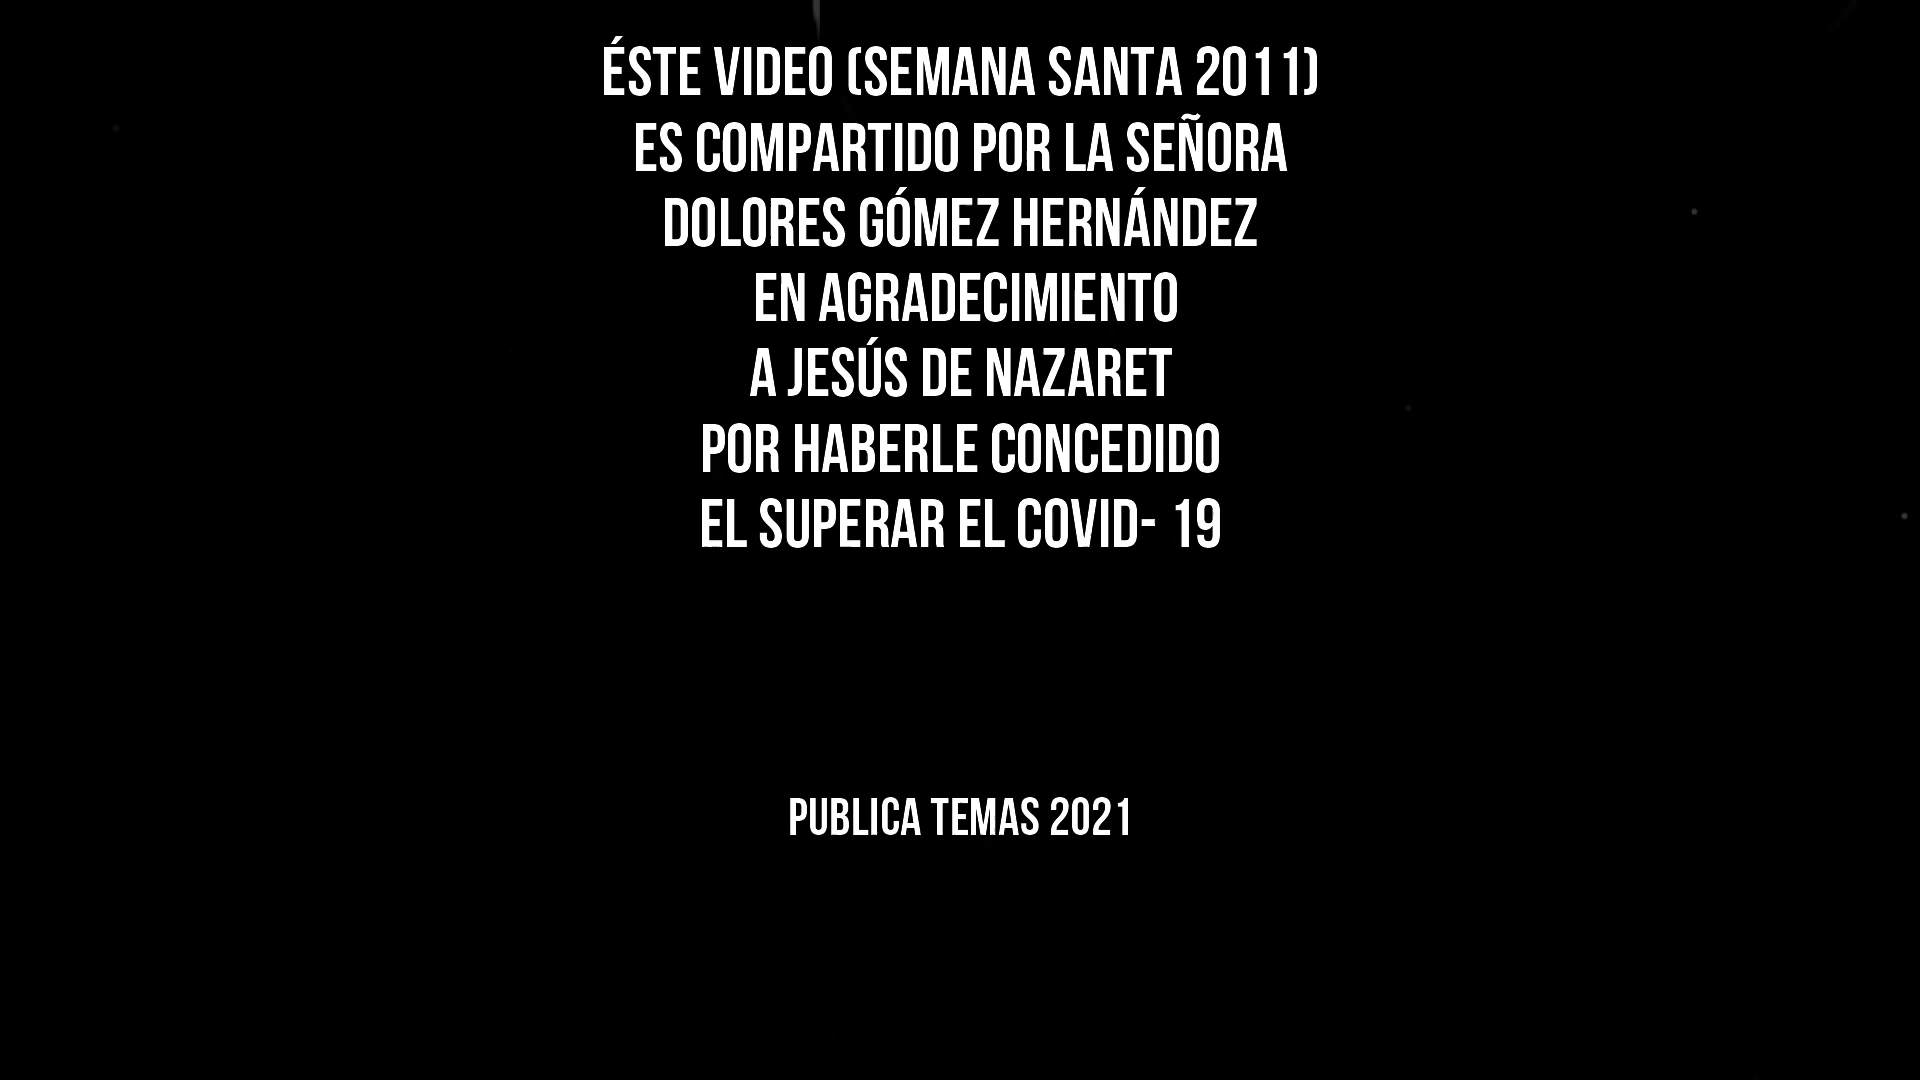 ÉSTE VIDEO (SEMANA SANTA 2011)
ES COMPARTIDO POR LA SEÑORA
DOLORES GÓMEZ HERNÁNDEZ
EN AGRADECIMIENTO
A JESÚS DE NAZARET
POR HABERLE CONCEDIDO
EL SUPERAR EL COVID- 19
PUBLICA TEMAS 2021